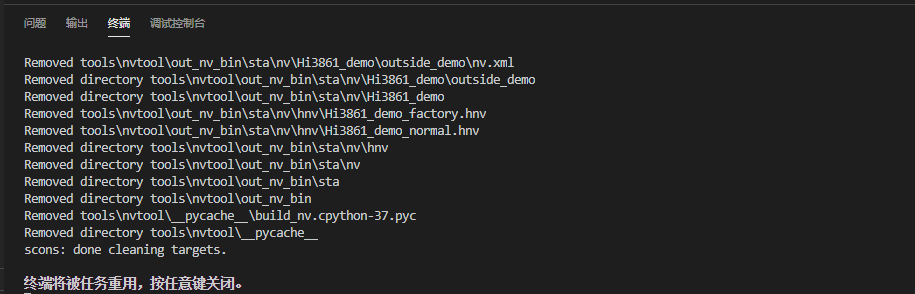 问题 输出 终端 调试控制台
Removed tools\nvtool\out_nv_bin\sta\nv\Hi3861_demo\outside_demo\nv.xml
Removed directory tools\nvtool\out_nv_bin\sta\nv\Hi3861_demo\outside_demo
Removed directory tools\nvtool\out_nv_bin\sta\nv\Hi3861_demo
Removed tools\nvtool\out_nv_bin\sta\nv\hnv\Hi3861_demo_factory.hnv
Removed tools\nvtool\out_nv_bin\sta\nv\hnv\Hi3861_demo_normal.hnv
Removed directory tools\nvtool\out_nv_bin\sta\nv\hnv
Removed directory tools\nvtool\out_nv_bin\sta\nv
Removed directory tools\nvtool\out_nv_bin\sta
Removed directory tools\nvtool\out_nv_bin
Removed tools\nvtool\__pycache__\build_nv.cpython-37.pyc
Removed directory tools\nvtool\__pycache__
scons: done cleaning targets.
终端将被任务重用，按任意键关闭。